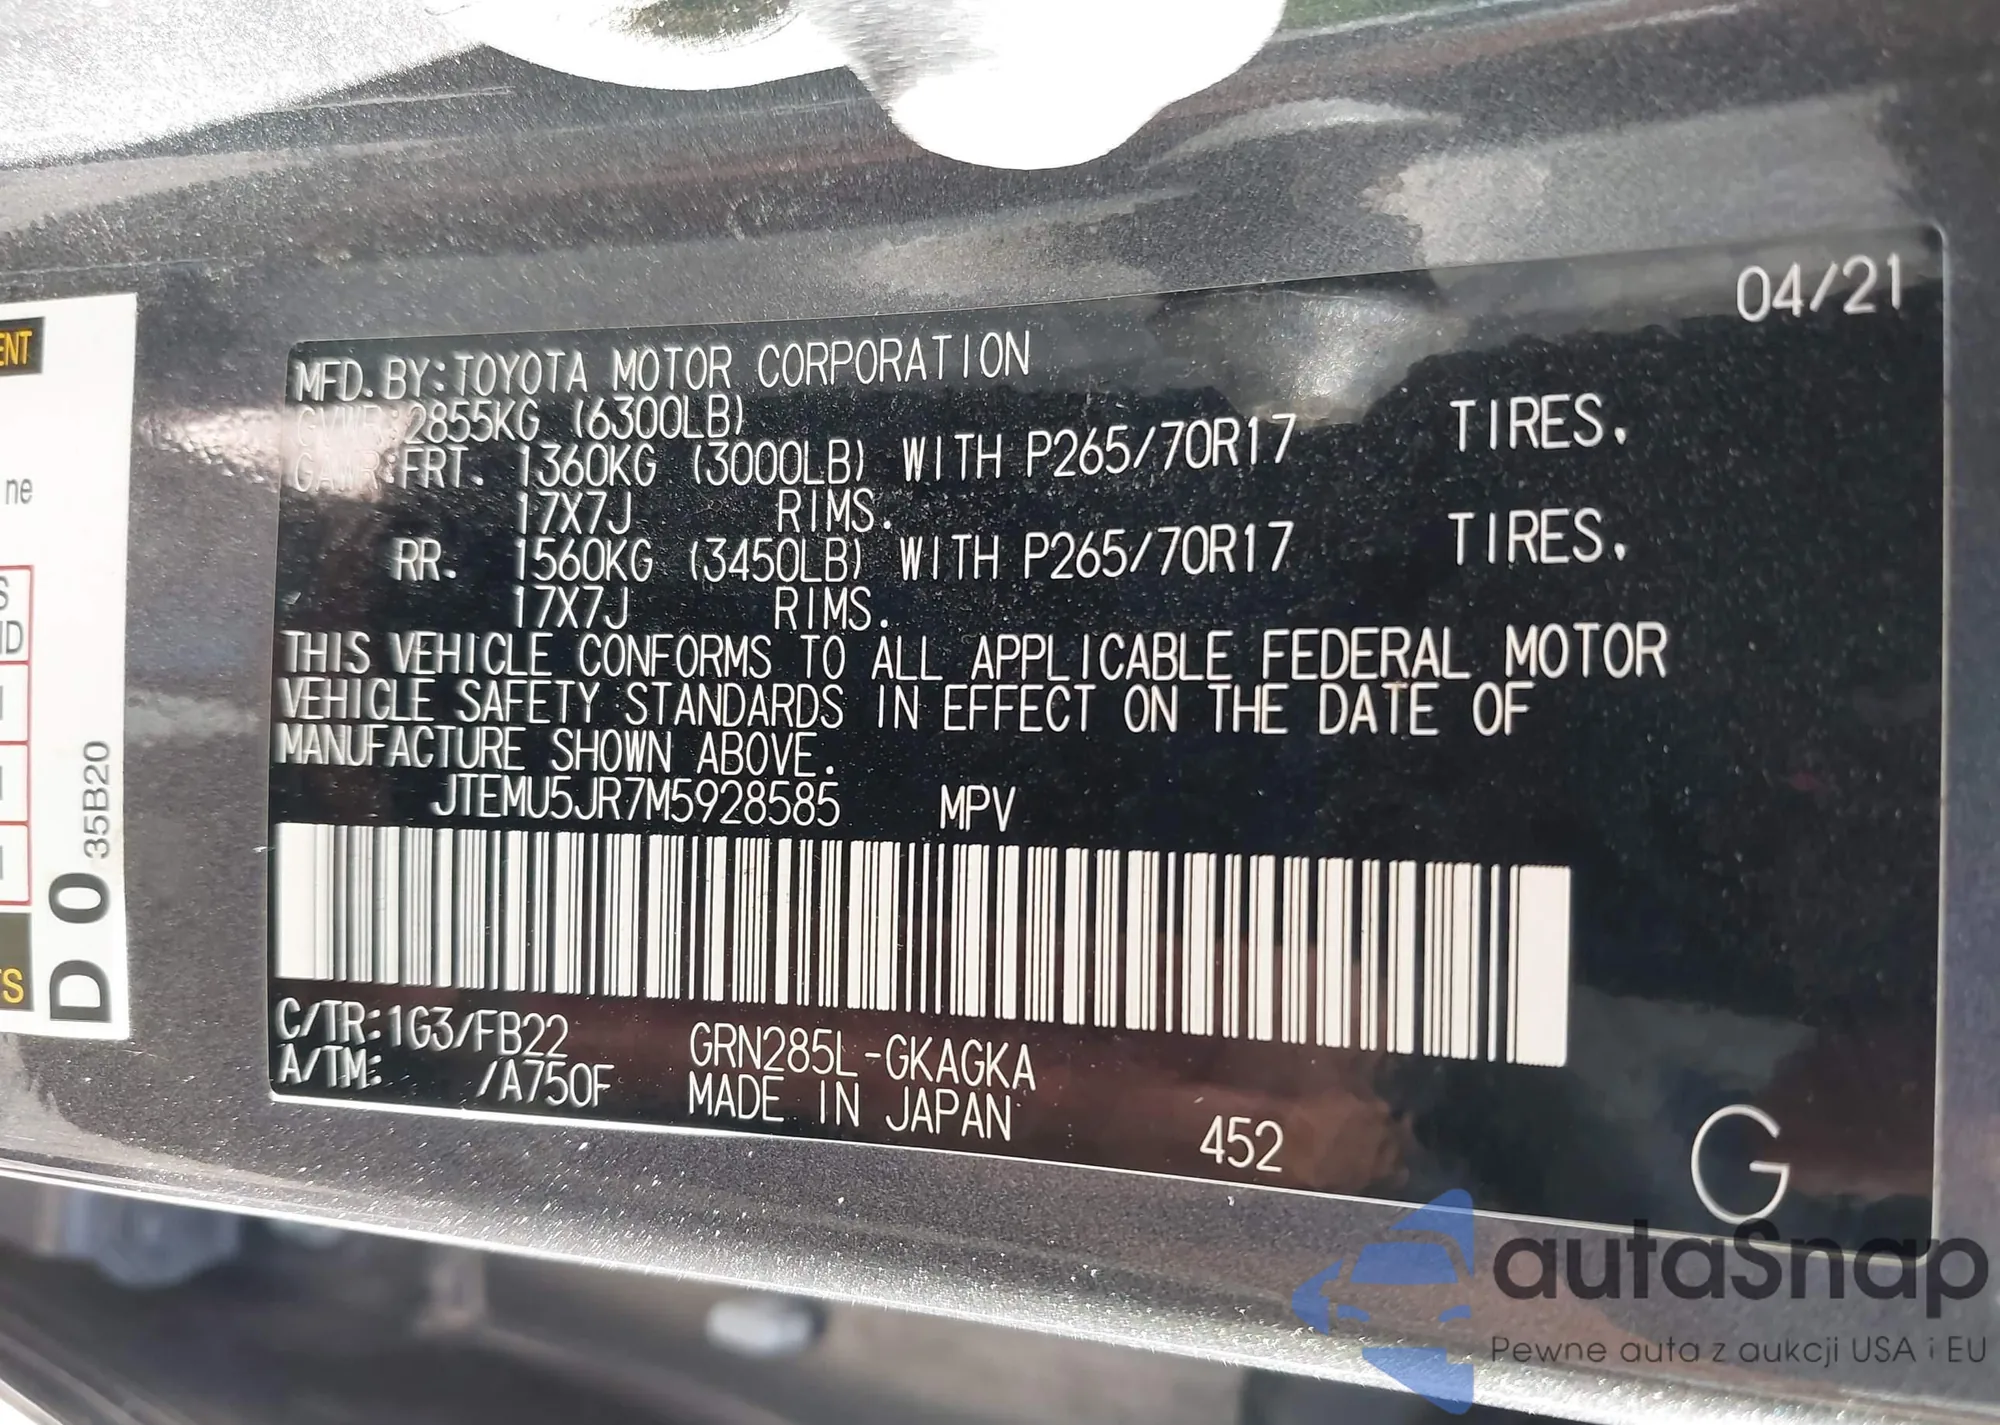 04/21
MFD. BY: TOYOTA MOTOR CORPORATION
GVWR: 2855KG (6300LB)
GAWR: FRT. 1360KG (3000LB) WITH P265/70R17 TIRES.
17X7J RIMS.
RR. 1560KG (3450LB) WITH P265/70R17 TIRES.
17X7J RIMS.
THIS VEHICLE CONFORMS TO ALL APPLICABLE FEDERAL MOTOR
VEHICLE SAFETY STANDARDS IN EFFECT ON THE DATE OF
MANUFACTURE SHOWN ABOVE.
JTEMU5JR7M5928585 MPV
C/TR: 1G3/FB22 GRN285L-GKAGKA
A/TM: /A750F MADE IN JAPAN
452
G
D 0 35B20
ne
autaSnap
Pewne auta z aukcji USA i EU